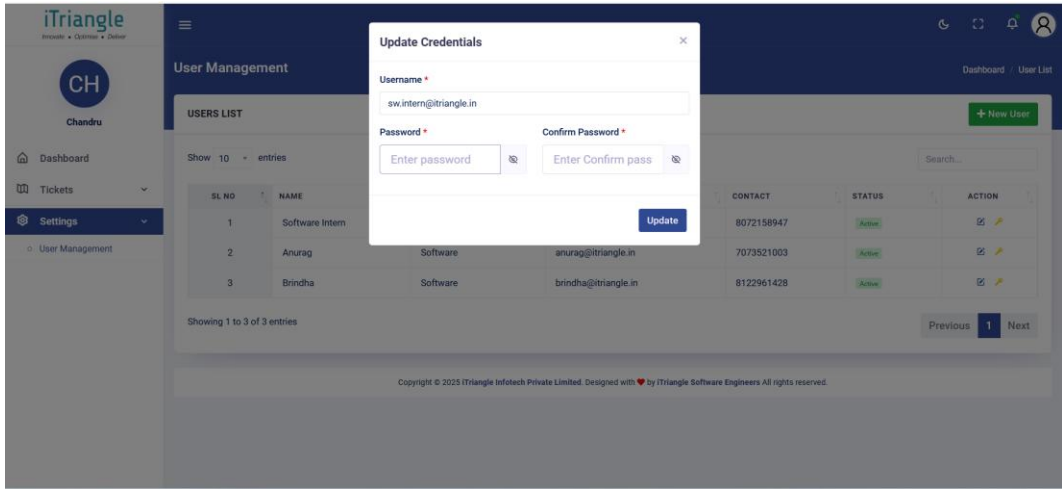 iTriangle
Innovate • Optimise • Deliver
CH
Chandru
Dashboard
Tickets
Settings
User Management
User Management
Dashboard / User List
USERS LIST
+ New User
Show 10 entries
Search...
SL NO NAME CONTACT STATUS ACTION
1 Software Intern 8072158947 Active
2 Anurag Software anurag@itriangle.in 7073521003 Active
3 Brindha Software brindha@itriangle.in 8122961428 Active
Showing 1 to 3 of 3 entries
Previous 1 Next
Update Credentials ×
Username *
sw.intern@itriangle.in
Password * Confirm Password *
Enter password Enter Confirm pass
Update
Copyright © 2025 iTriangle Infotech Private Limited. Designed with ❤ by iTriangle Software Engineers All rights reserved.